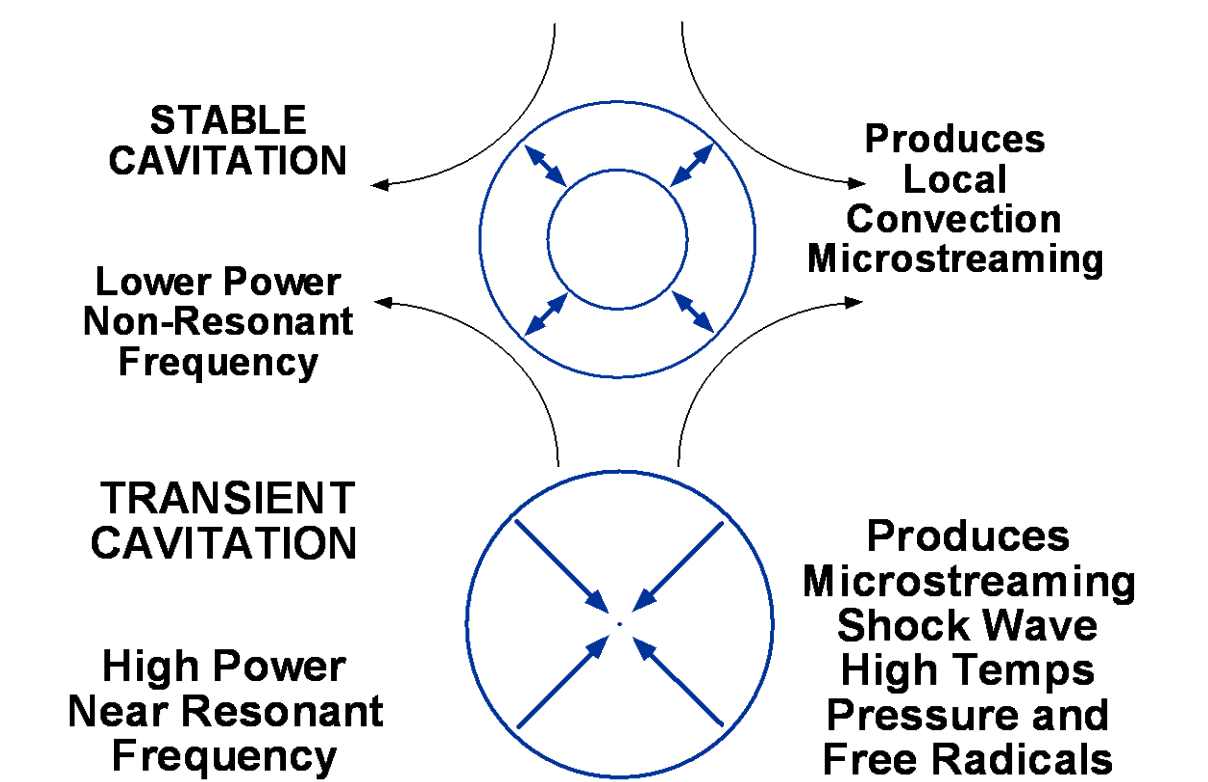 STABLE
CAVITATION
Produces
Local
Convection
Microstreaming
Lower Power
Non-Resonant
Frequency
TRANSIENT
CAVITATION
Produces
Microstreaming
Shock Wave
High Temps
Pressure and
Free Radicals
High Power
Near Resonant
Frequency